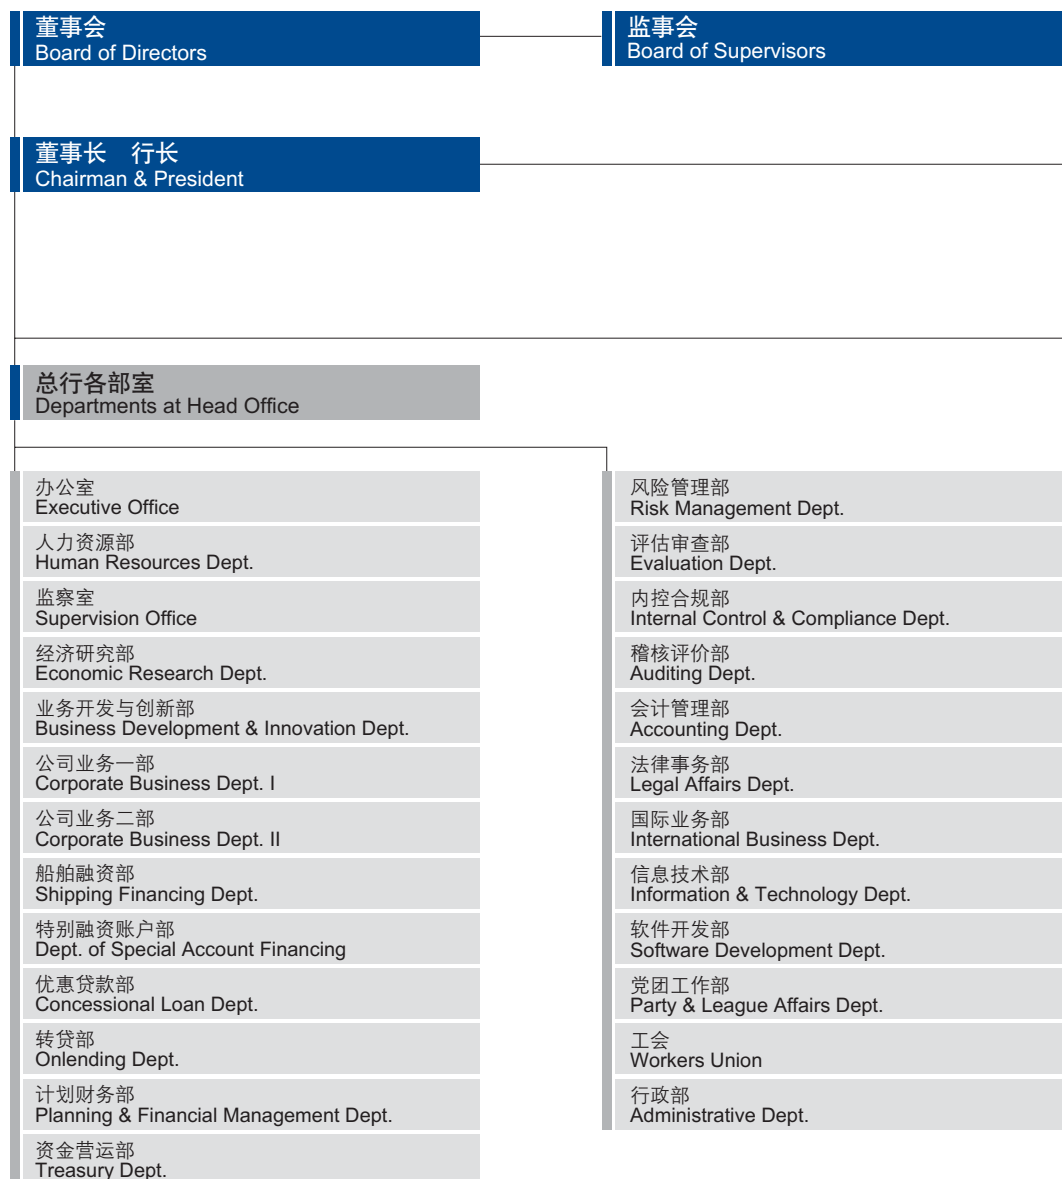 董事会
Board of Directors
监事会
Board of Supervisors
董事长　行长
Chairman & President
总行各部室
Departments at Head Office
办公室
Executive Office
人力资源部
Human Resources Dept.
监察室
Supervision Office
经济研究部
Economic Research Dept.
业务开发与创新部
Business Development & Innovation Dept.
公司业务一部
Corporate Business Dept. I
公司业务二部
Corporate Business Dept. II
船舶融资部
Shipping Financing Dept.
特别融资账户部
Dept. of Special Account Financing
优惠贷款部
Concessional Loan Dept.
转贷部
Onlending Dept.
计划财务部
Planning & Financial Management Dept.
资金营运部
Treasury Dept.
风险管理部
Risk Management Dept.
评估审查部
Evaluation Dept.
内控合规部
Internal Control & Compliance Dept.
稽核评价部
Auditing Dept.
会计管理部
Accounting Dept.
法律事务部
Legal Affairs Dept.
国际业务部
International Business Dept.
信息技术部
Information & Technology Dept.
软件开发部
Software Development Dept.
党团工作部
Party & League Affairs Dept.
工会
Workers Union
行政部
Administrative Dept.